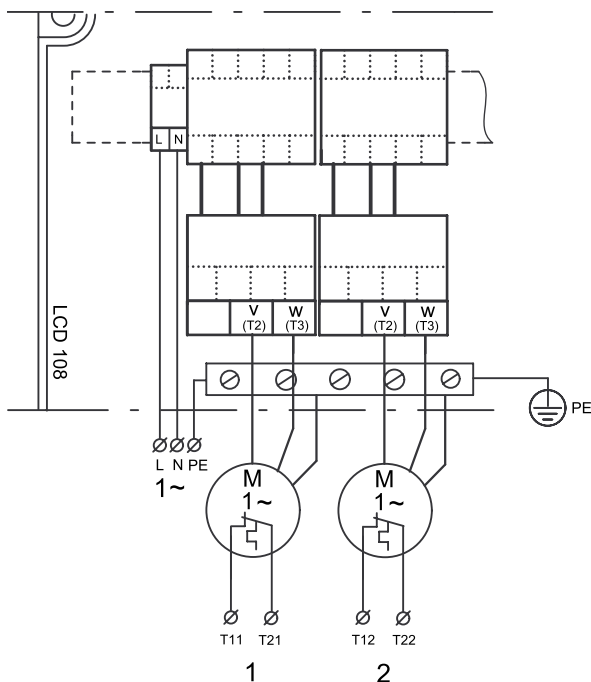 L N
V W V W
(T2) (T3) (T2) (T3)
LCD 108
PE
L N PE
1~
M M
1~ 1~
T11 T21 T12 T22
1 2